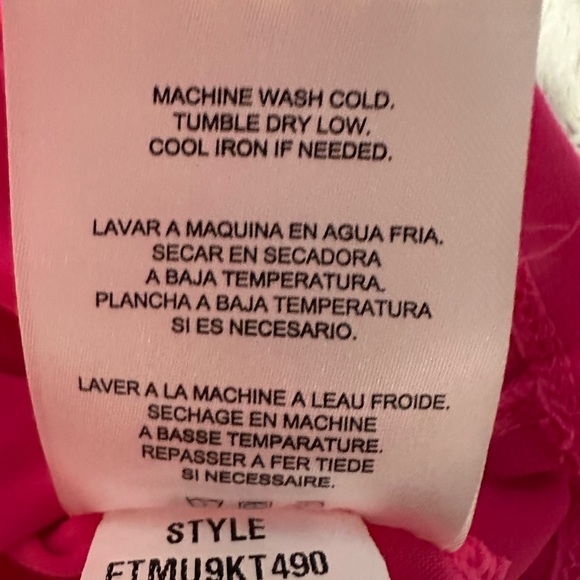 MACHINE WASH COLD.
TUMBLE DRY LOW.
COOL IRON IF NEEDED.
LAVAR A MAQUINA EN AGUA FRIA.
SECAR EN SECADORA
A BAJA TEMPERATURA.
PLANCHA A BAJA TEMPERATURA
SI ES NECESARIO.
LAVER A LA MACHINE A LEAU FROIDE.
SECHAGE EN MACHINE
A BASSE TEMPARATURE.
REPASSER A FER TIEDE
SI NECESSAIRE.
STYLE
FTMU9KT490